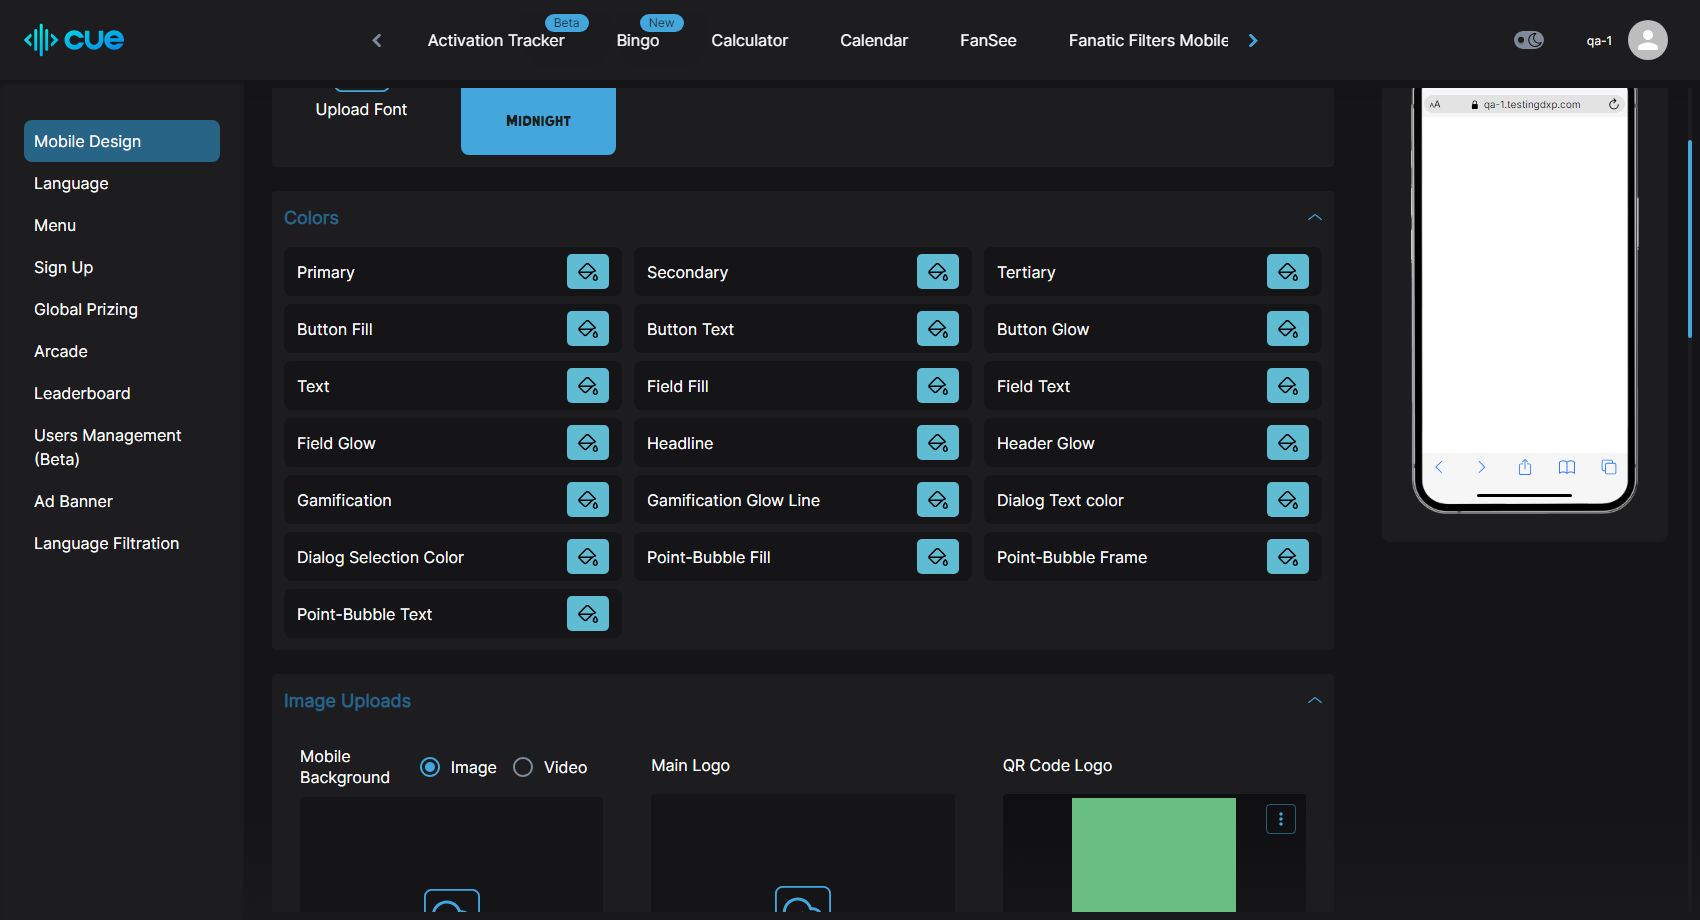 cue
Activation Tracker
Beta
Bingo
New
Calculator
Calendar
FanSee
Fanatic Filters Mobile
qa-1
Mobile Design
Language
Menu
Sign Up
Global Prizing
Arcade
Leaderboard
Users Management
(Beta)
Ad Banner
Language Filtration
Upload Font
MIDNIGHT
AA
qa-1.testingdxp.com
Colors
Primary
Secondary
Tertiary
Button Fill
Button Text
Button Glow
Text
Field Fill
Field Text
Field Glow
Headline
Header Glow
Gamification
Gamification Glow Line
Dialog Text color
Dialog Selection Color
Point-Bubble Fill
Point-Bubble Frame
Point-Bubble Text
Image Uploads
Mobile
Background
Image
Video
Main Logo
QR Code Logo